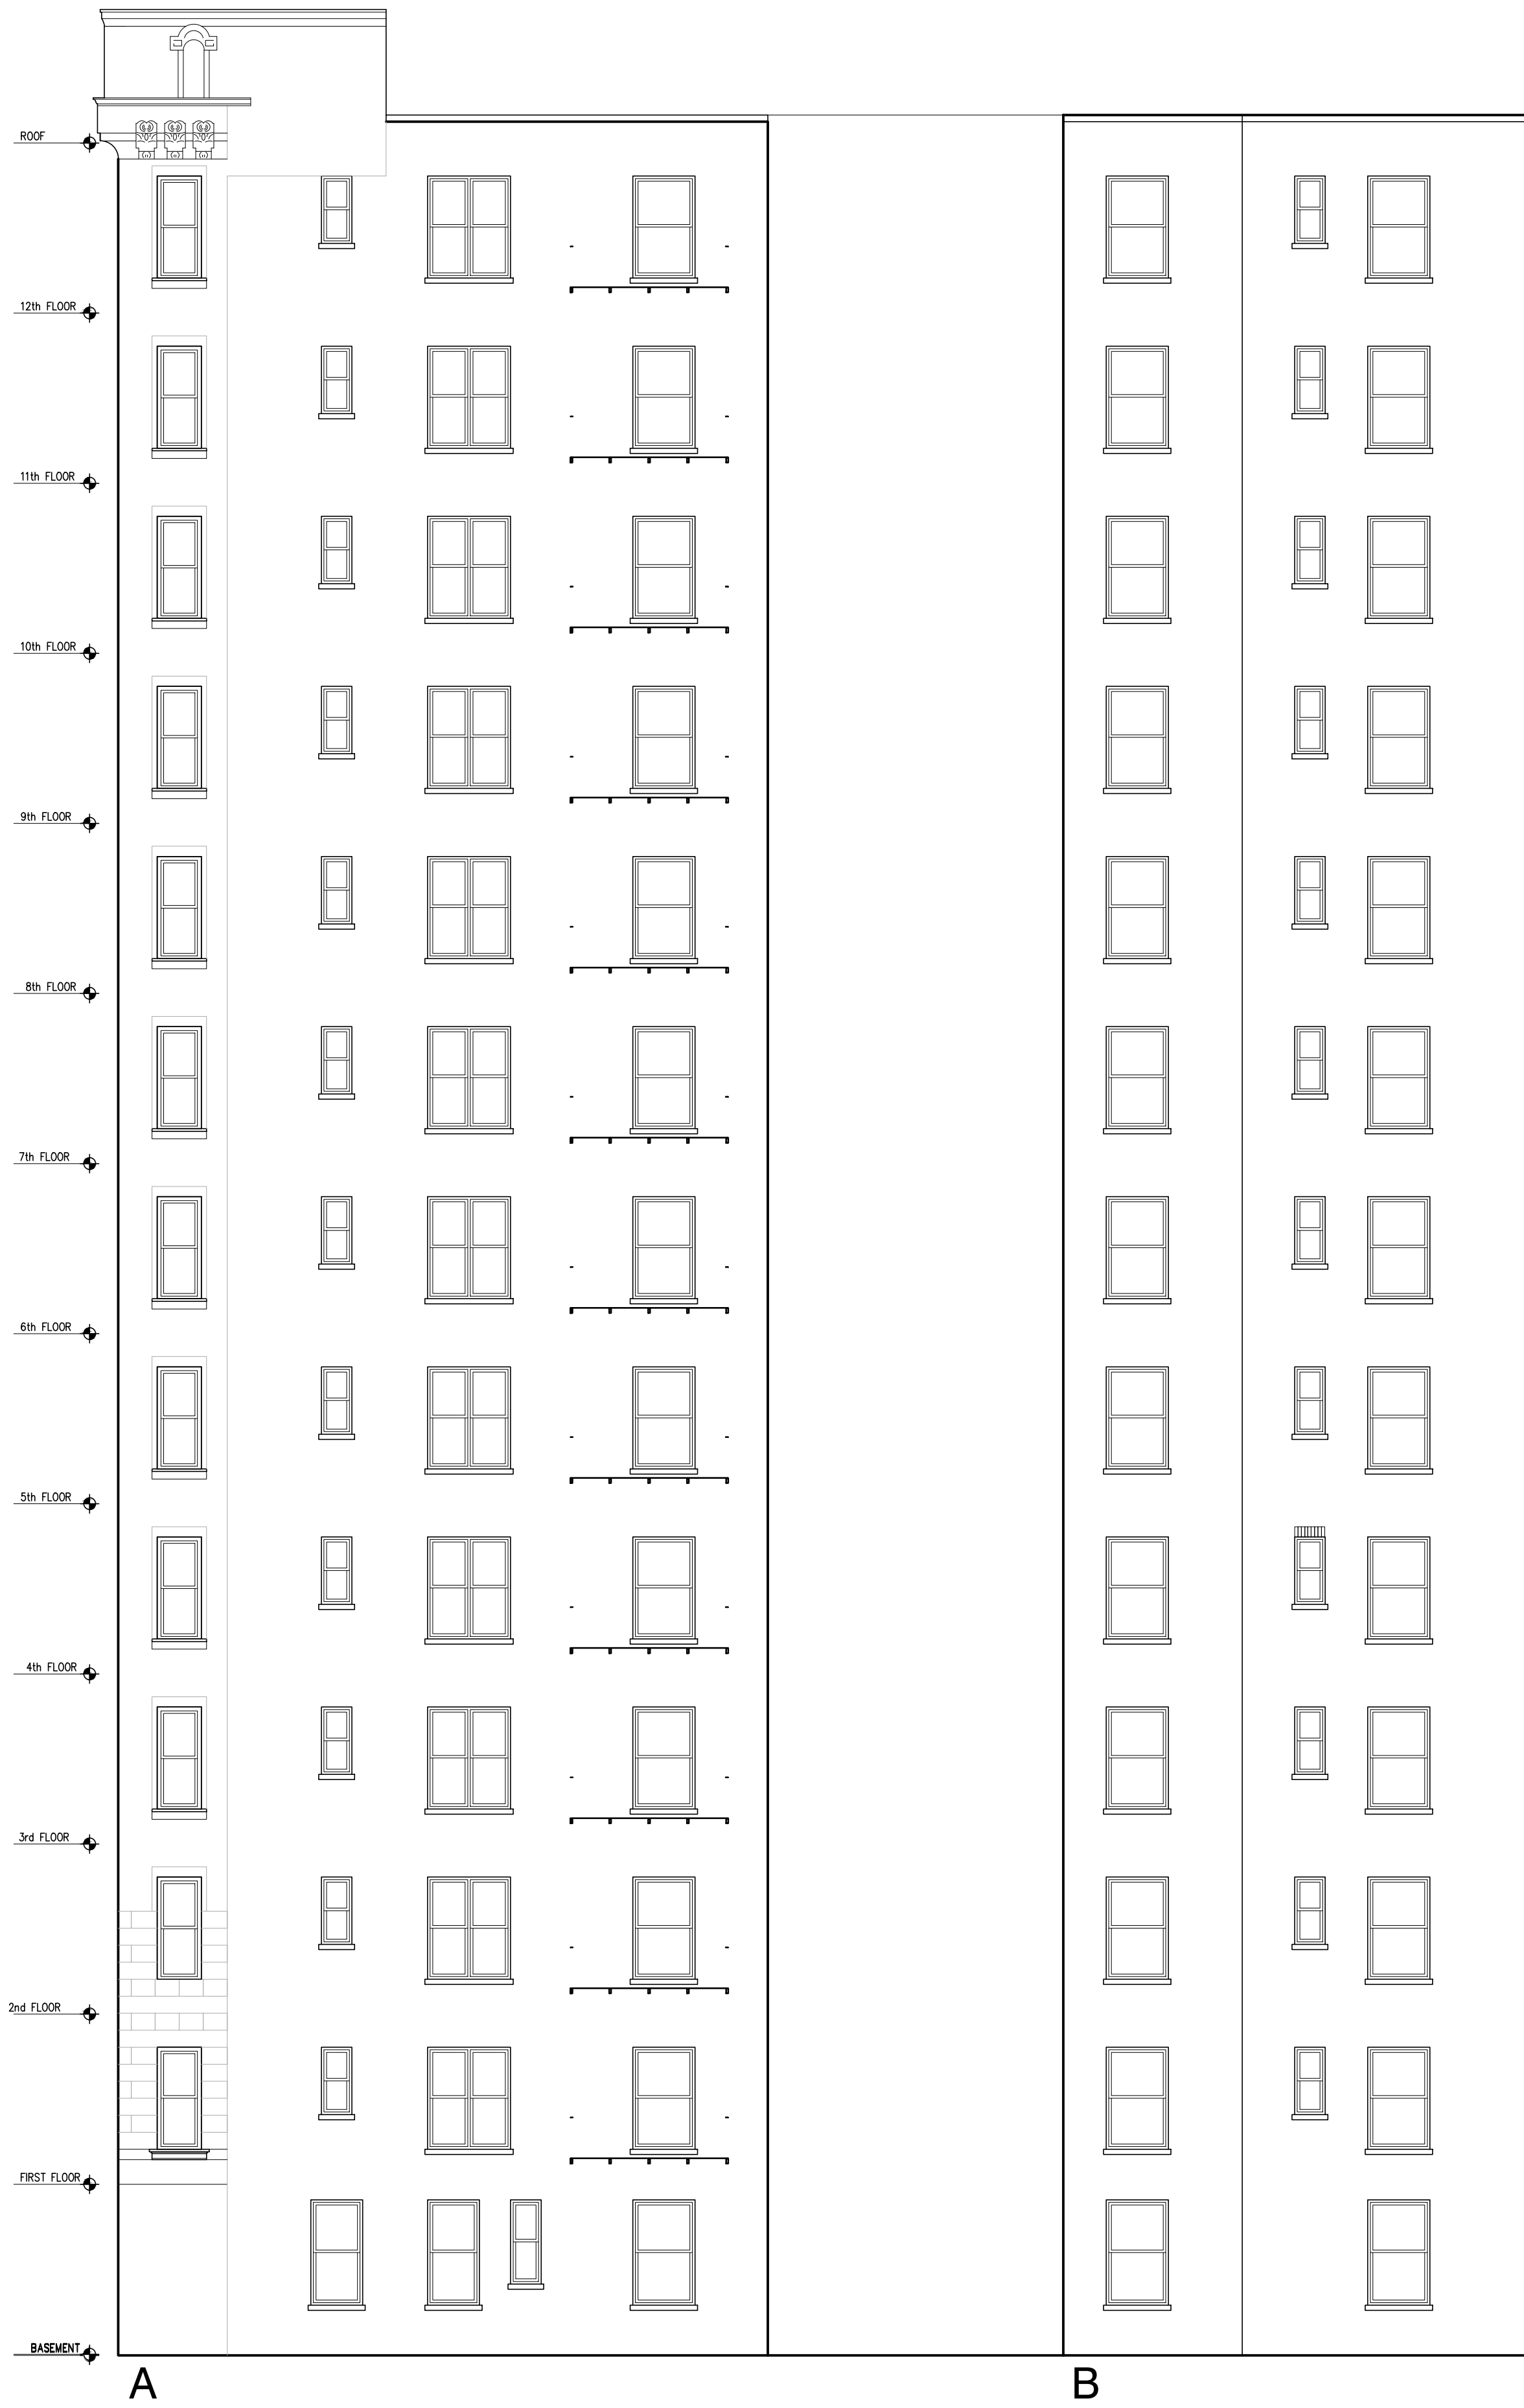 ROOF
12th FLOOR
11th FLOOR
10th FLOOR
9th FLOOR
8th FLOOR
7th FLOOR
6th FLOOR
5th FLOOR
4th FLOOR
3rd FLOOR
2nd FLOOR
FIRST FLOOR
BASEMENT
A
B